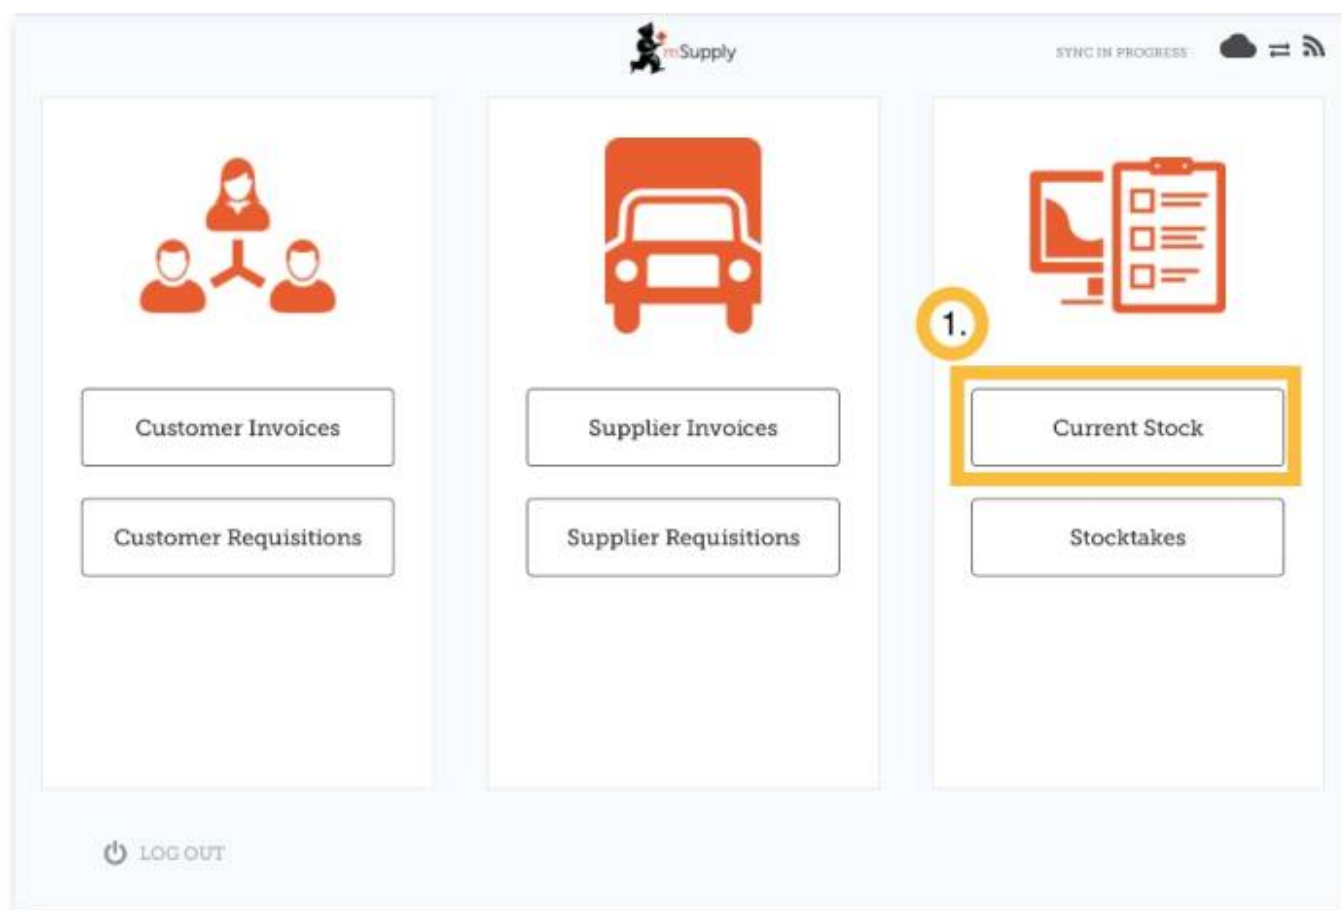 mSupply
SYNC IN PROGRESS
1.
Customer Invoices
Supplier Invoices
Current Stock
Customer Requisitions
Supplier Requisitions
Stocktakes
LOG OUT